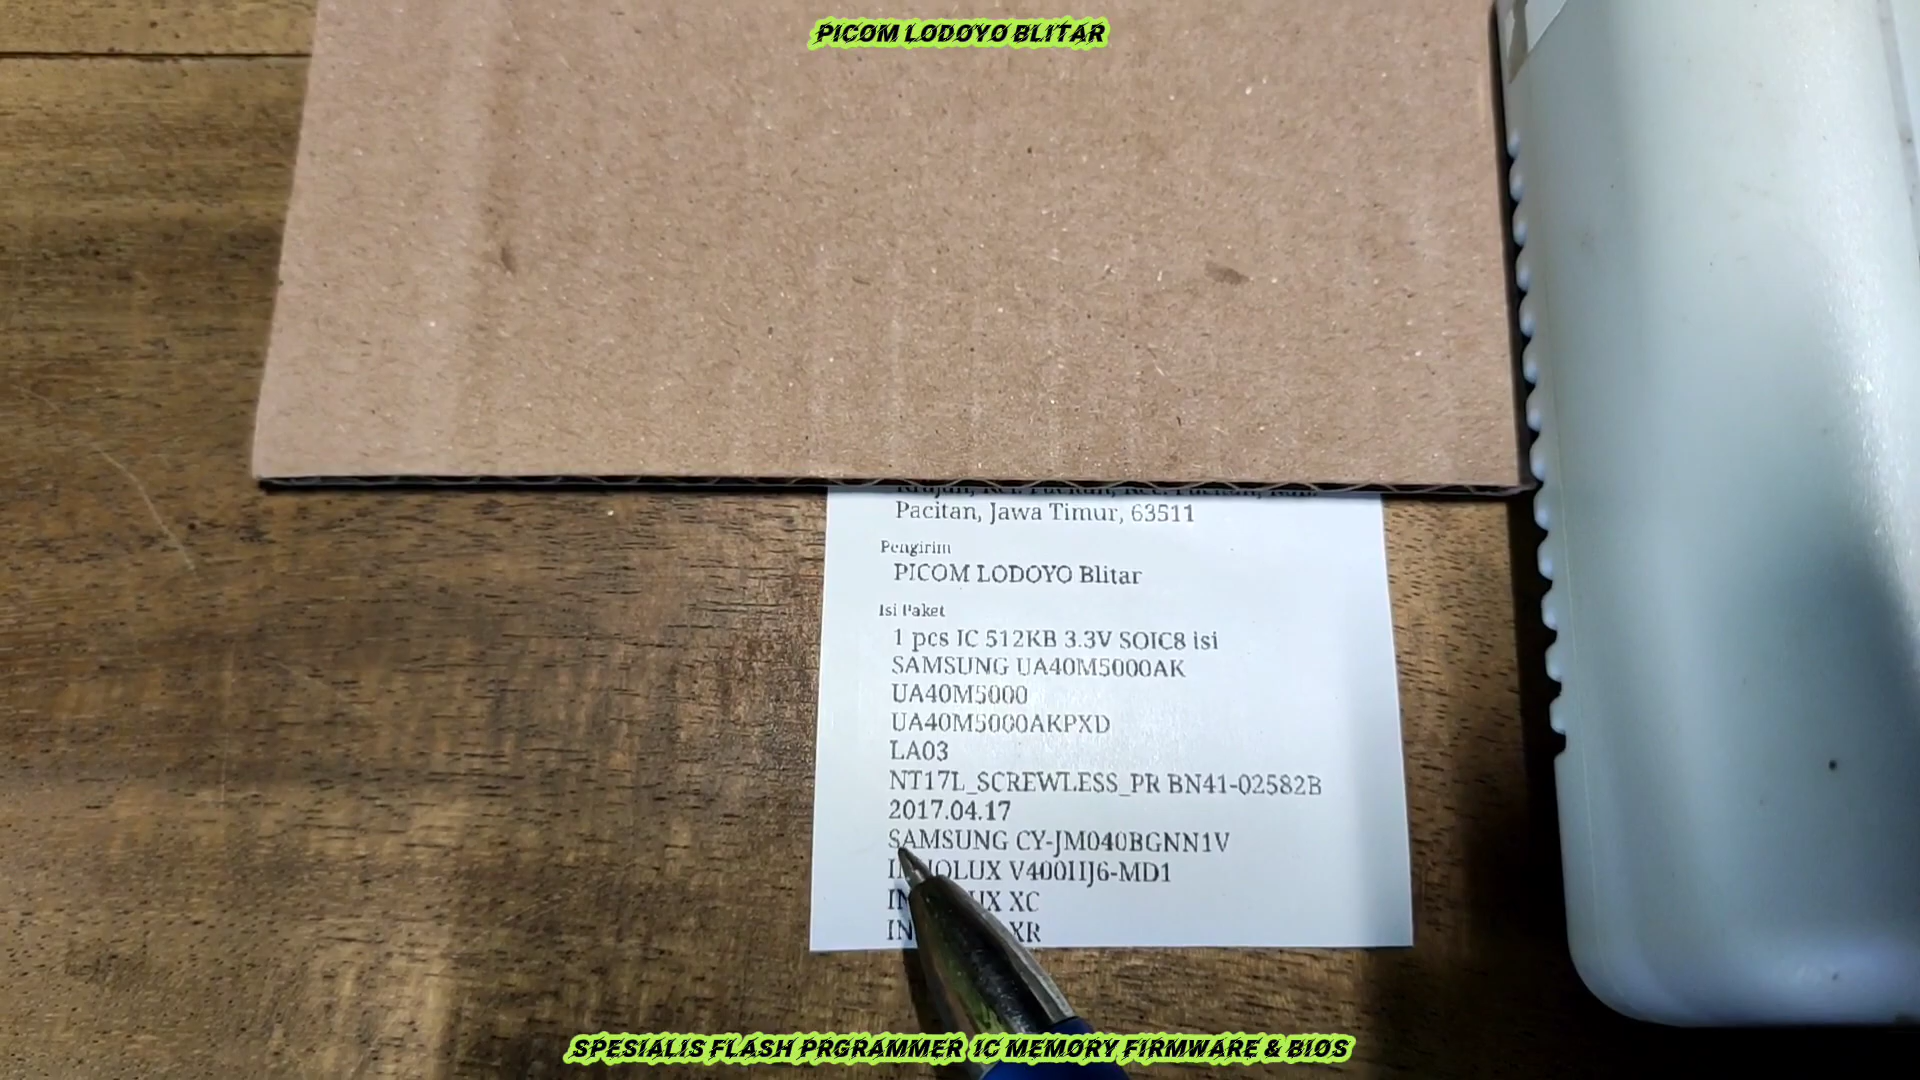 PICOM LODOYO BLITAR
Pacitan, Jawa Timur, 63511
Pengirim
PICOM LODOYO Blitar
Isi Paket
1 pcs IC 512KB 3.3V SOIC8 isi
SAMSUNG UA40M5000AK
UA40M5000
UA40M5000AKPXD
LA03
NT17L_SCREWLESS_PR BN41-02582B
2017.04.17
SAMSUNG CY-JM040BGNN1V
V400HJ6-MD1
XC
XR
SPESIALIS FLASH PRGRAMMER IC MEMORY FIRMWARE & BIOS